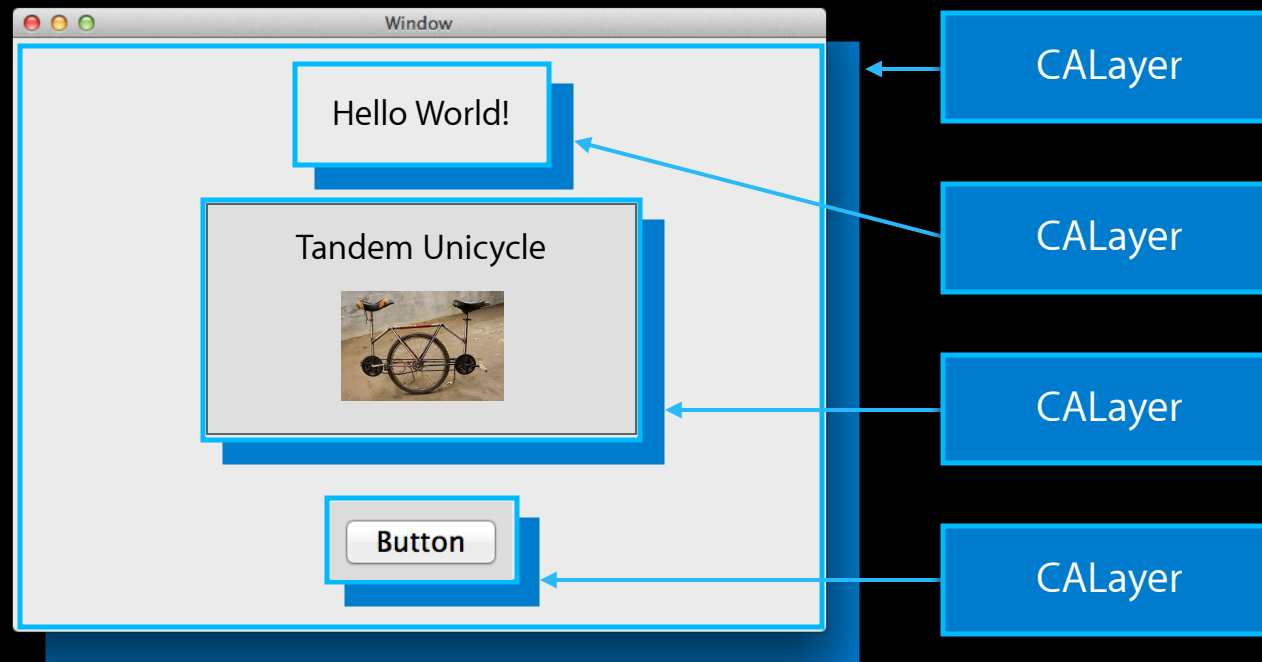 Window
CALayer
Hello World!
CALayer
Tandem Unicycle
CALayer
Button
CALayer